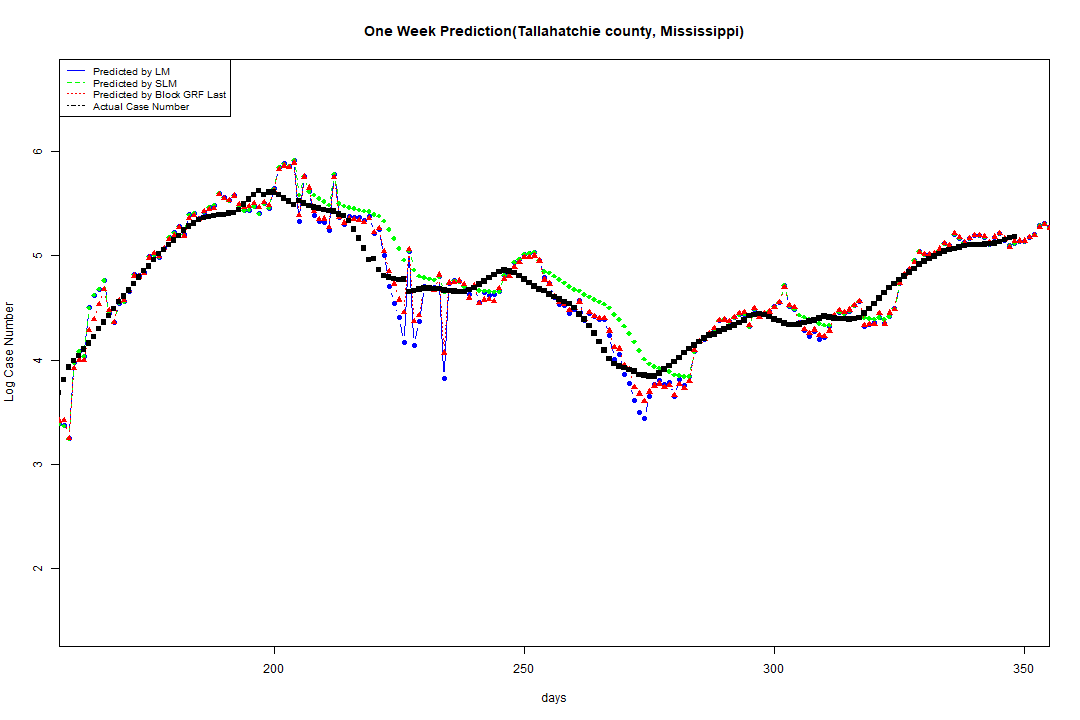 One Week Prediction(Tallahatchie county, Mississippi)
Predicted by LM
Predicted by SLM
Predicted by Block GRF Last
Actual Case Number
Log Case Number
6
5
4
3
2
200
250
300
350
days